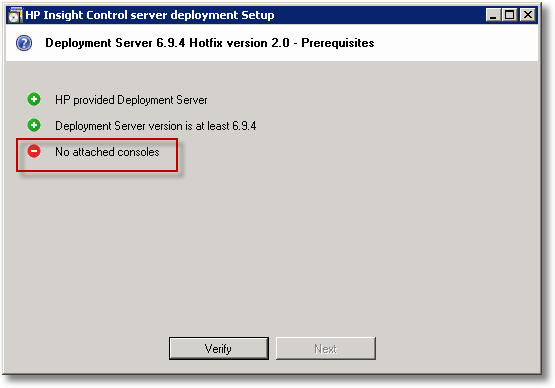 HP Insight Control server deployment Setup
Deployment Server 6.9.4 Hotfix version 2.0 - Prerequisites
HP provided Deployment Server
Deployment Server version is at least 6.9.4
No attached consoles
Verify
Next